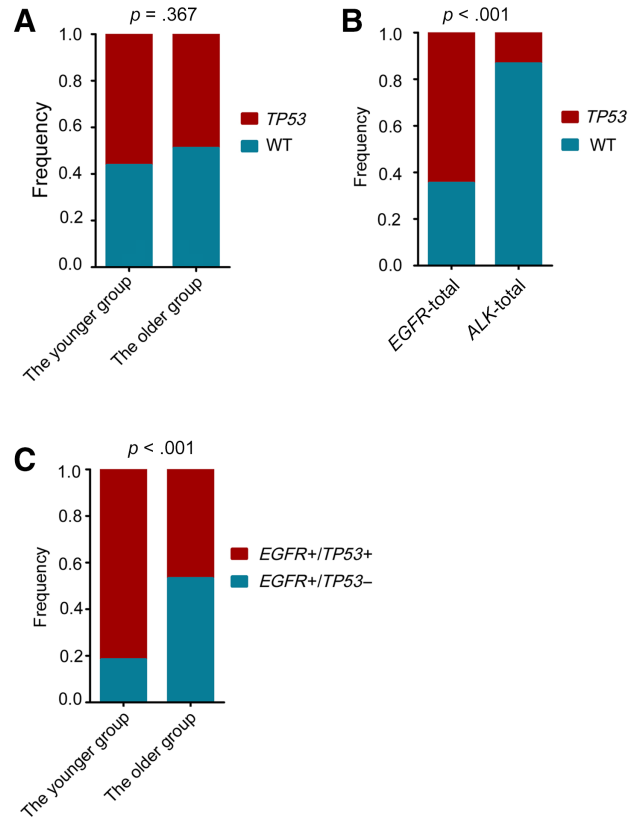 A
p = .367
Frequency
1.0
0.8
0.6
0.4
0.2
0.0
TP53
WT
The younger group
The older group
B
p < .001
Frequency
1.0
0.8
0.6
0.4
0.2
0.0
TP53
WT
EGFR-total
ALK-total
C
p < .001
Frequency
1.0
0.8
0.6
0.4
0.2
0.0
EGFR+/TP53+
EGFR+/TP53–
The younger group
The older group